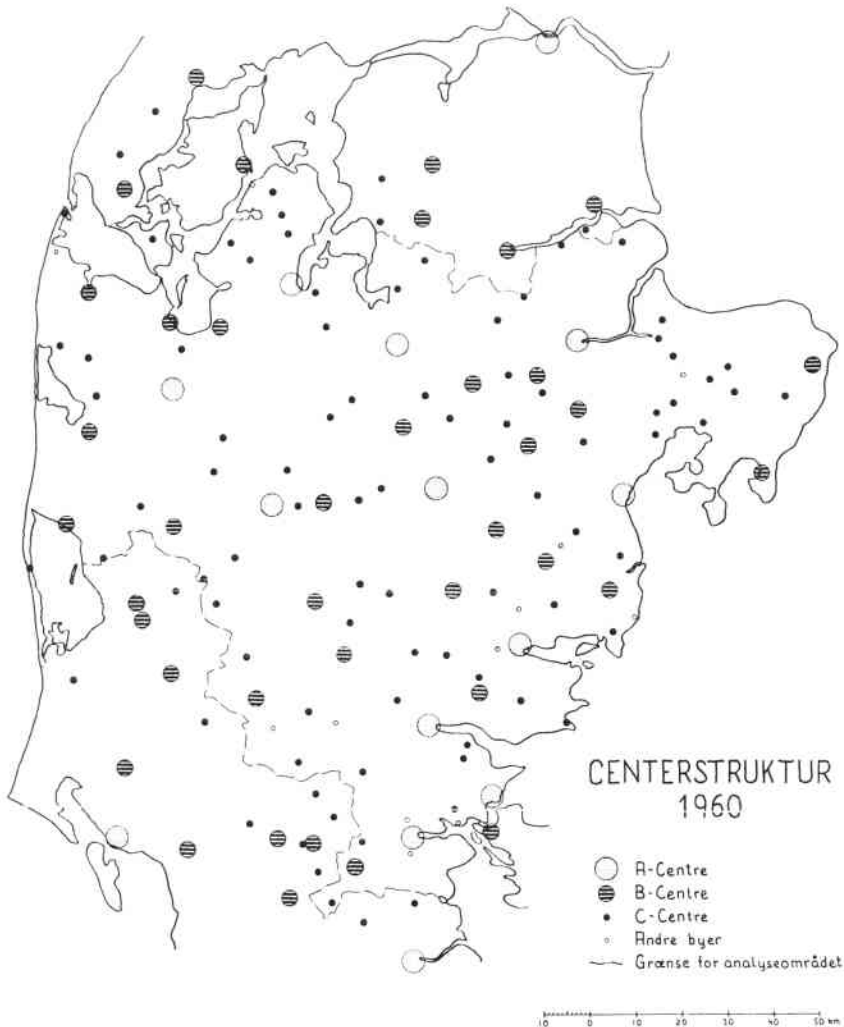 CENTERSTRUKTUR
1960
A-Centre
B-Centre
C-Centre
Andre byer
Grænse for analyseområdet
10 0 10 20 30 40 50 km